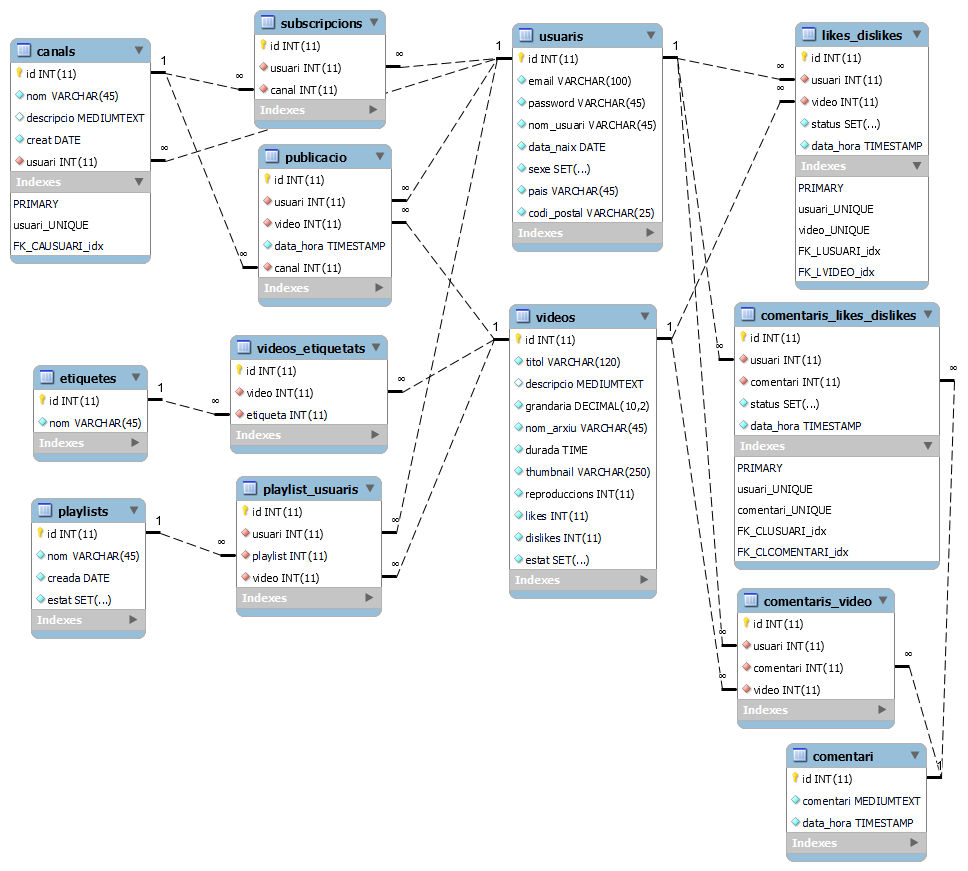 canals
id INT(11)
nom VARCHAR(45)
descripcio MEDIUMTEXT
creat DATE
usuari INT(11)
Indexes
PRIMARY
usuari_UNIQUE
FK_CAUSUARI_idx
1
∞
subscripcions
id INT(11)
usuari INT(11)
canal INT(11)
Indexes
∞
∞
publicacio
id INT(11)
usuari INT(11)
video INT(11)
data_hora TIMESTAMP
canal INT(11)
Indexes
∞
∞
∞
usuaris
id INT(11)
email VARCHAR(100)
password VARCHAR(45)
nom_usuari VARCHAR(45)
data_naix DATE
sexe SET(...)
pais VARCHAR(45)
codi_postal VARCHAR(25)
Indexes
1
1
likes_dislikes
id INT(11)
usuari INT(11)
video INT(11)
status SET(...)
data_hora TIMESTAMP
Indexes
PRIMARY
usuari_UNIQUE
video_UNIQUE
FK_LUSUARI_idx
FK_LVIDEO_idx
∞
∞
etiquetes
id INT(11)
nom VARCHAR(45)
Indexes
1
videos_etiquetats
id INT(11)
video INT(11)
etiqueta INT(11)
Indexes
∞
∞
videos
id INT(11)
titol VARCHAR(120)
descripcio MEDIUMTEXT
grandaria DECIMAL(10,2)
nom_arxiu VARCHAR(45)
durada TIME
thumbnail VARCHAR(250)
reproduccions INT(11)
likes INT(11)
dislikes INT(11)
estat SET(...)
Indexes
1
1
comentaris_likes_dislikes
id INT(11)
usuari INT(11)
comentari INT(11)
status SET(...)
data_hora TIMESTAMP
Indexes
PRIMARY
usuari_UNIQUE
comentari_UNIQUE
FK_CLUSUARI_idx
FK_CLCOMENTARI_idx
∞
∞
playlists
id INT(11)
nom VARCHAR(45)
creada DATE
estat SET(...)
Indexes
1
playlist_usuaris
id INT(11)
usuari INT(11)
playlist INT(11)
video INT(11)
Indexes
∞
∞
∞
comentaris_video
id INT(11)
usuari INT(11)
comentari INT(11)
video INT(11)
Indexes
∞
∞
∞
comentari
id INT(11)
comentari MEDIUMTEXT
data_hora TIMESTAMP
Indexes
1